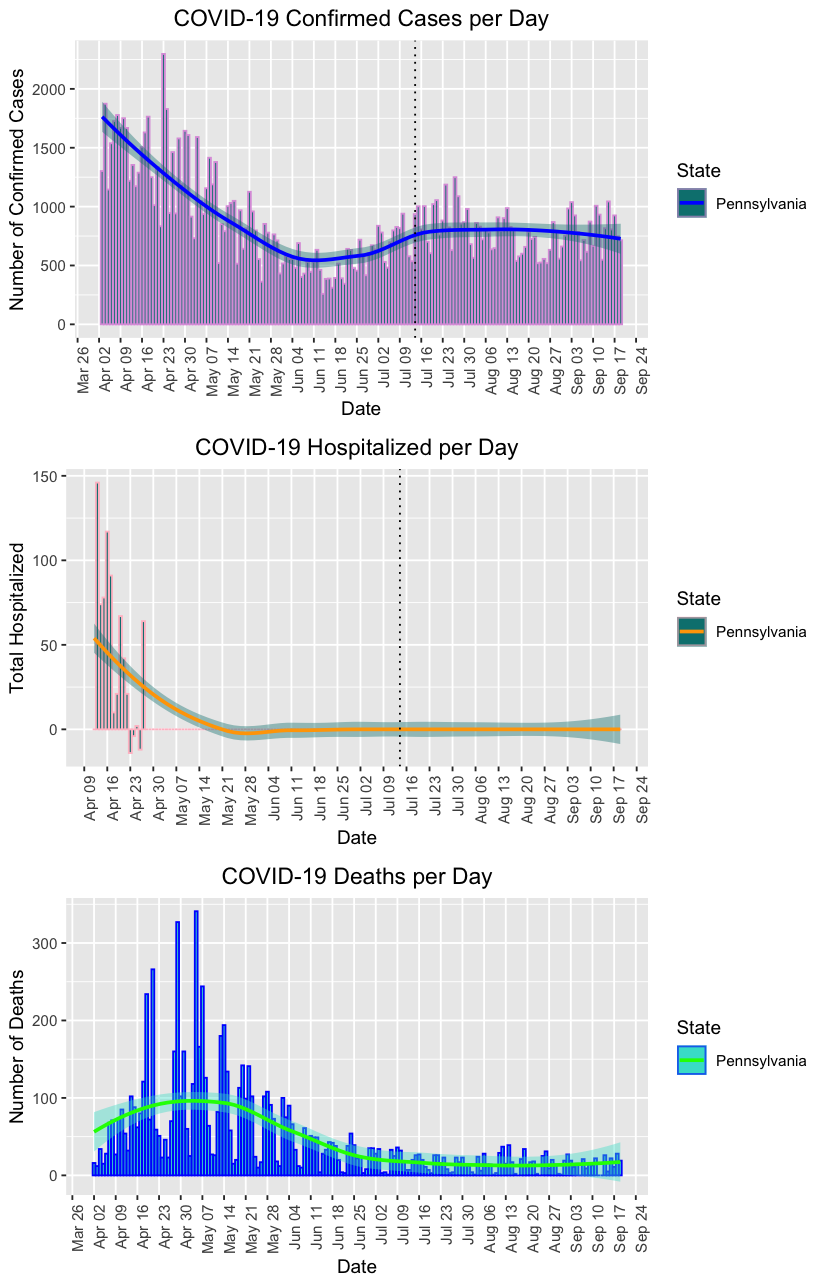 COVID-19 Confirmed Cases per Day
Number of Confirmed Cases
2000
1500
1000
500
0
Mar 26
Apr 02
Apr 09
Apr 16
Apr 23
Apr 30
May 07
May 14
May 21
May 28
Jun 04
Jun 11
Jun 18
Jun 25
Jul 02
Jul 09
Jul 16
Jul 23
Jul 30
Aug 06
Aug 13
Aug 20
Aug 27
Sep 03
Sep 10
Sep 17
Sep 24
Date
State
Pennsylvania
COVID-19 Hospitalized per Day
Total Hospitalized
150
100
50
0
Apr 09
Apr 16
Apr 23
Apr 30
May 07
May 14
May 21
May 28
Jun 04
Jun 11
Jun 18
Jun 25
Jul 02
Jul 09
Jul 16
Jul 23
Jul 30
Aug 06
Aug 13
Aug 20
Aug 27
Sep 03
Sep 10
Sep 17
Sep 24
Date
State
Pennsylvania
COVID-19 Deaths per Day
Number of Deaths
300
200
100
0
Mar 26
Apr 02
Apr 09
Apr 16
Apr 23
Apr 30
May 07
May 14
May 21
May 28
Jun 04
Jun 11
Jun 18
Jun 25
Jul 02
Jul 09
Jul 16
Jul 23
Jul 30
Aug 06
Aug 13
Aug 20
Aug 27
Sep 03
Sep 10
Sep 17
Sep 24
Date
State
Pennsylvania